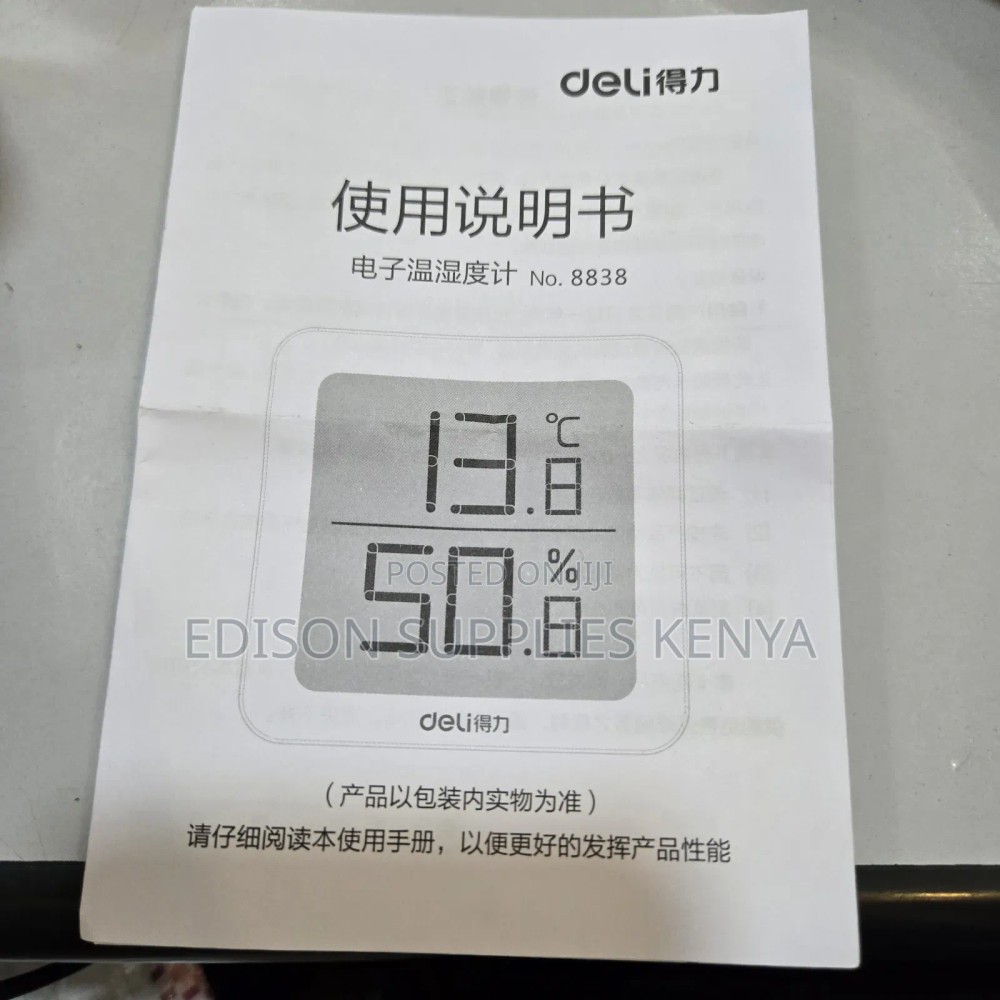 deli得力
使用说明书
电子温湿度计 No. 8838
13.8 ℃
50.8 %
POSTED ON JIJI
EDISON SUPPLIES KENYA
deli得力
（产品以包装内实物为准）
请仔细阅读本使用手册，以便更好的发挥产品性能